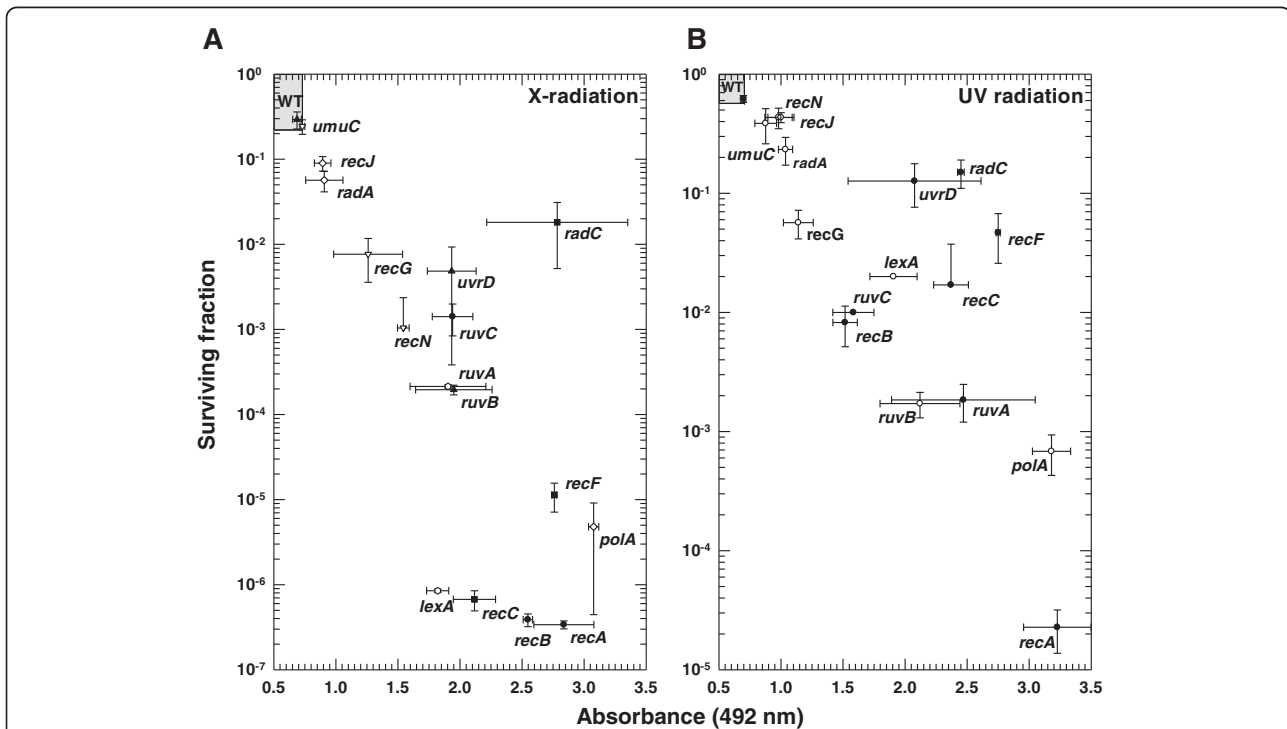 A
B
10⁰
10⁻¹
10⁻²
10⁻³
10⁻⁴
10⁻⁵
10⁻⁶
10⁻⁷
Surviving fraction
WT
X-radiation
umuC
recJ
radA
radC
recG
uvrD
recN
ruvC
ruvA
ruvB
recF
polA
lexA
recC
recB
recA
0.5 1.0 1.5 2.0 2.5 3.0 3.5
10⁰
10⁻¹
10⁻²
10⁻³
10⁻⁴
10⁻⁵
WT
UV radiation
recN
recJ
umuC
radA
radC
uvrD
recG
recF
lexA
recC
ruvC
recB
ruvB
ruvA
polA
recA
0.5 1.0 1.5 2.0 2.5 3.0 3.5
Absorbance (492 nm)